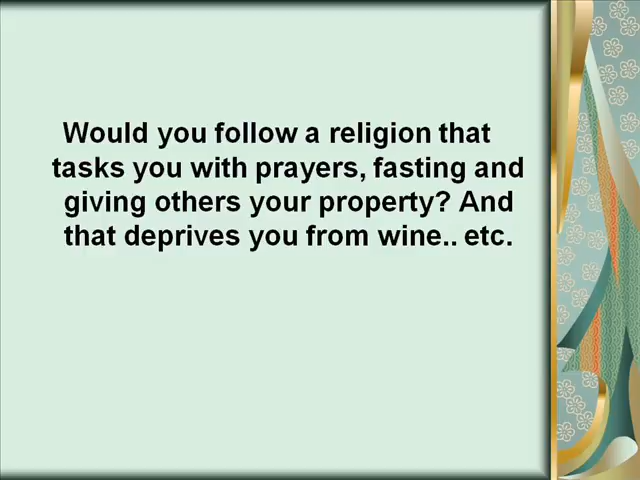 Would you follow a religion that
tasks you with prayers, fasting and
giving others your property? And
that deprives you from wine.. etc.